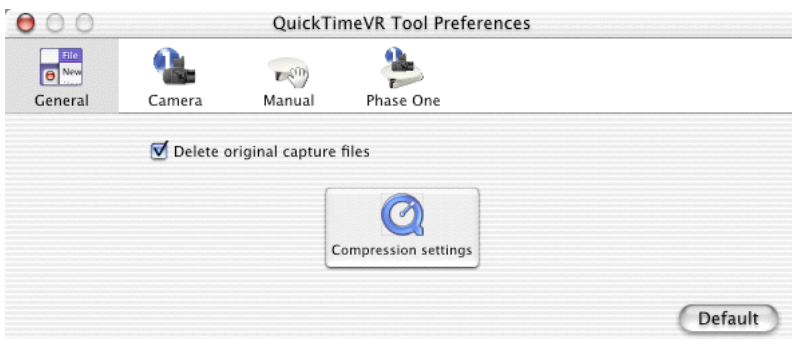 QuickTimeVR Tool Preferences
File
New
General
Camera
Manual
Phase One
Delete original capture files
Compression settings
Default